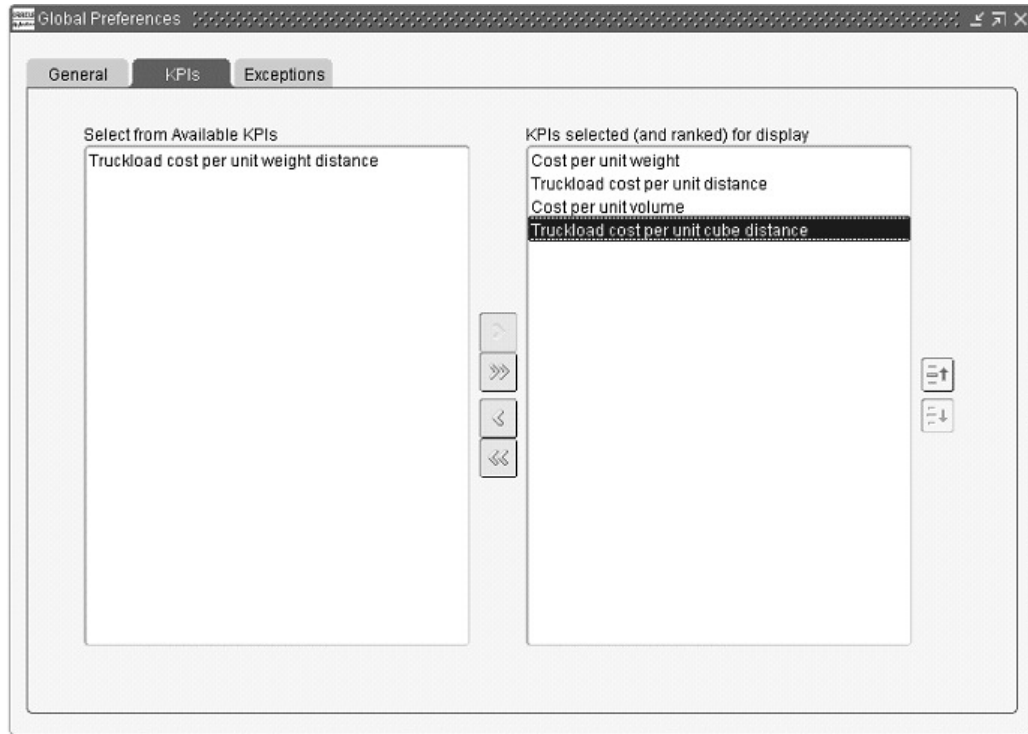 Global Preferences
General
KPIs
Exceptions
Select from Available KPIs
Truckload cost per unit weight distance
KPIs selected (and ranked) for display
Cost per unit weight
Truckload cost per unit distance
Cost per unit volume
Truckload cost per unit cube distance